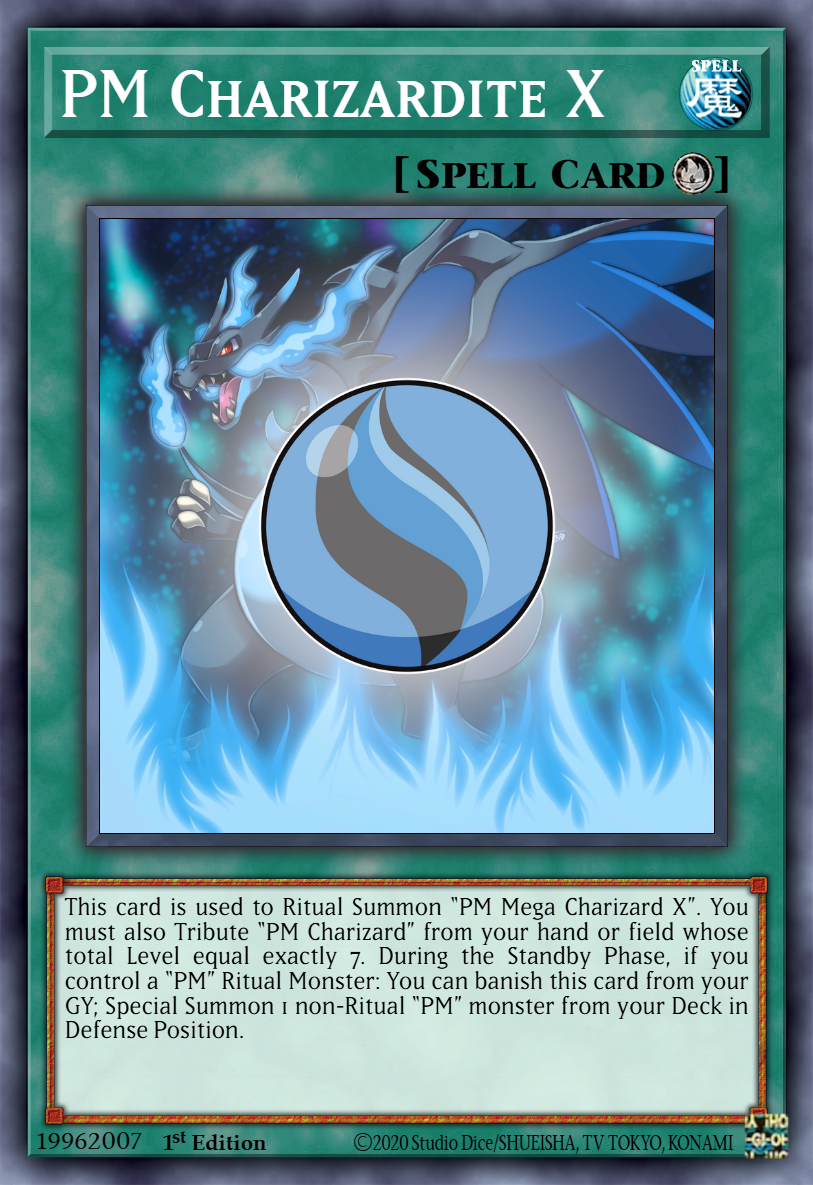 PM Charizardite X
SPELL
魔
[Spell Card]
This card is used to Ritual Summon "PM Mega Charizard X". You
must also Tribute "PM Charizard" from your hand or field whose
total Level equal exactly 7. During the Standby Phase, if you
control a "PM" Ritual Monster: You can banish this card from your
GY; Special Summon 1 non-Ritual "PM" monster from your Deck in
Defense Position.
19962007 1st Edition ©2020 Studio Dice/SHUEISHA, TV TOKYO, KONAMI